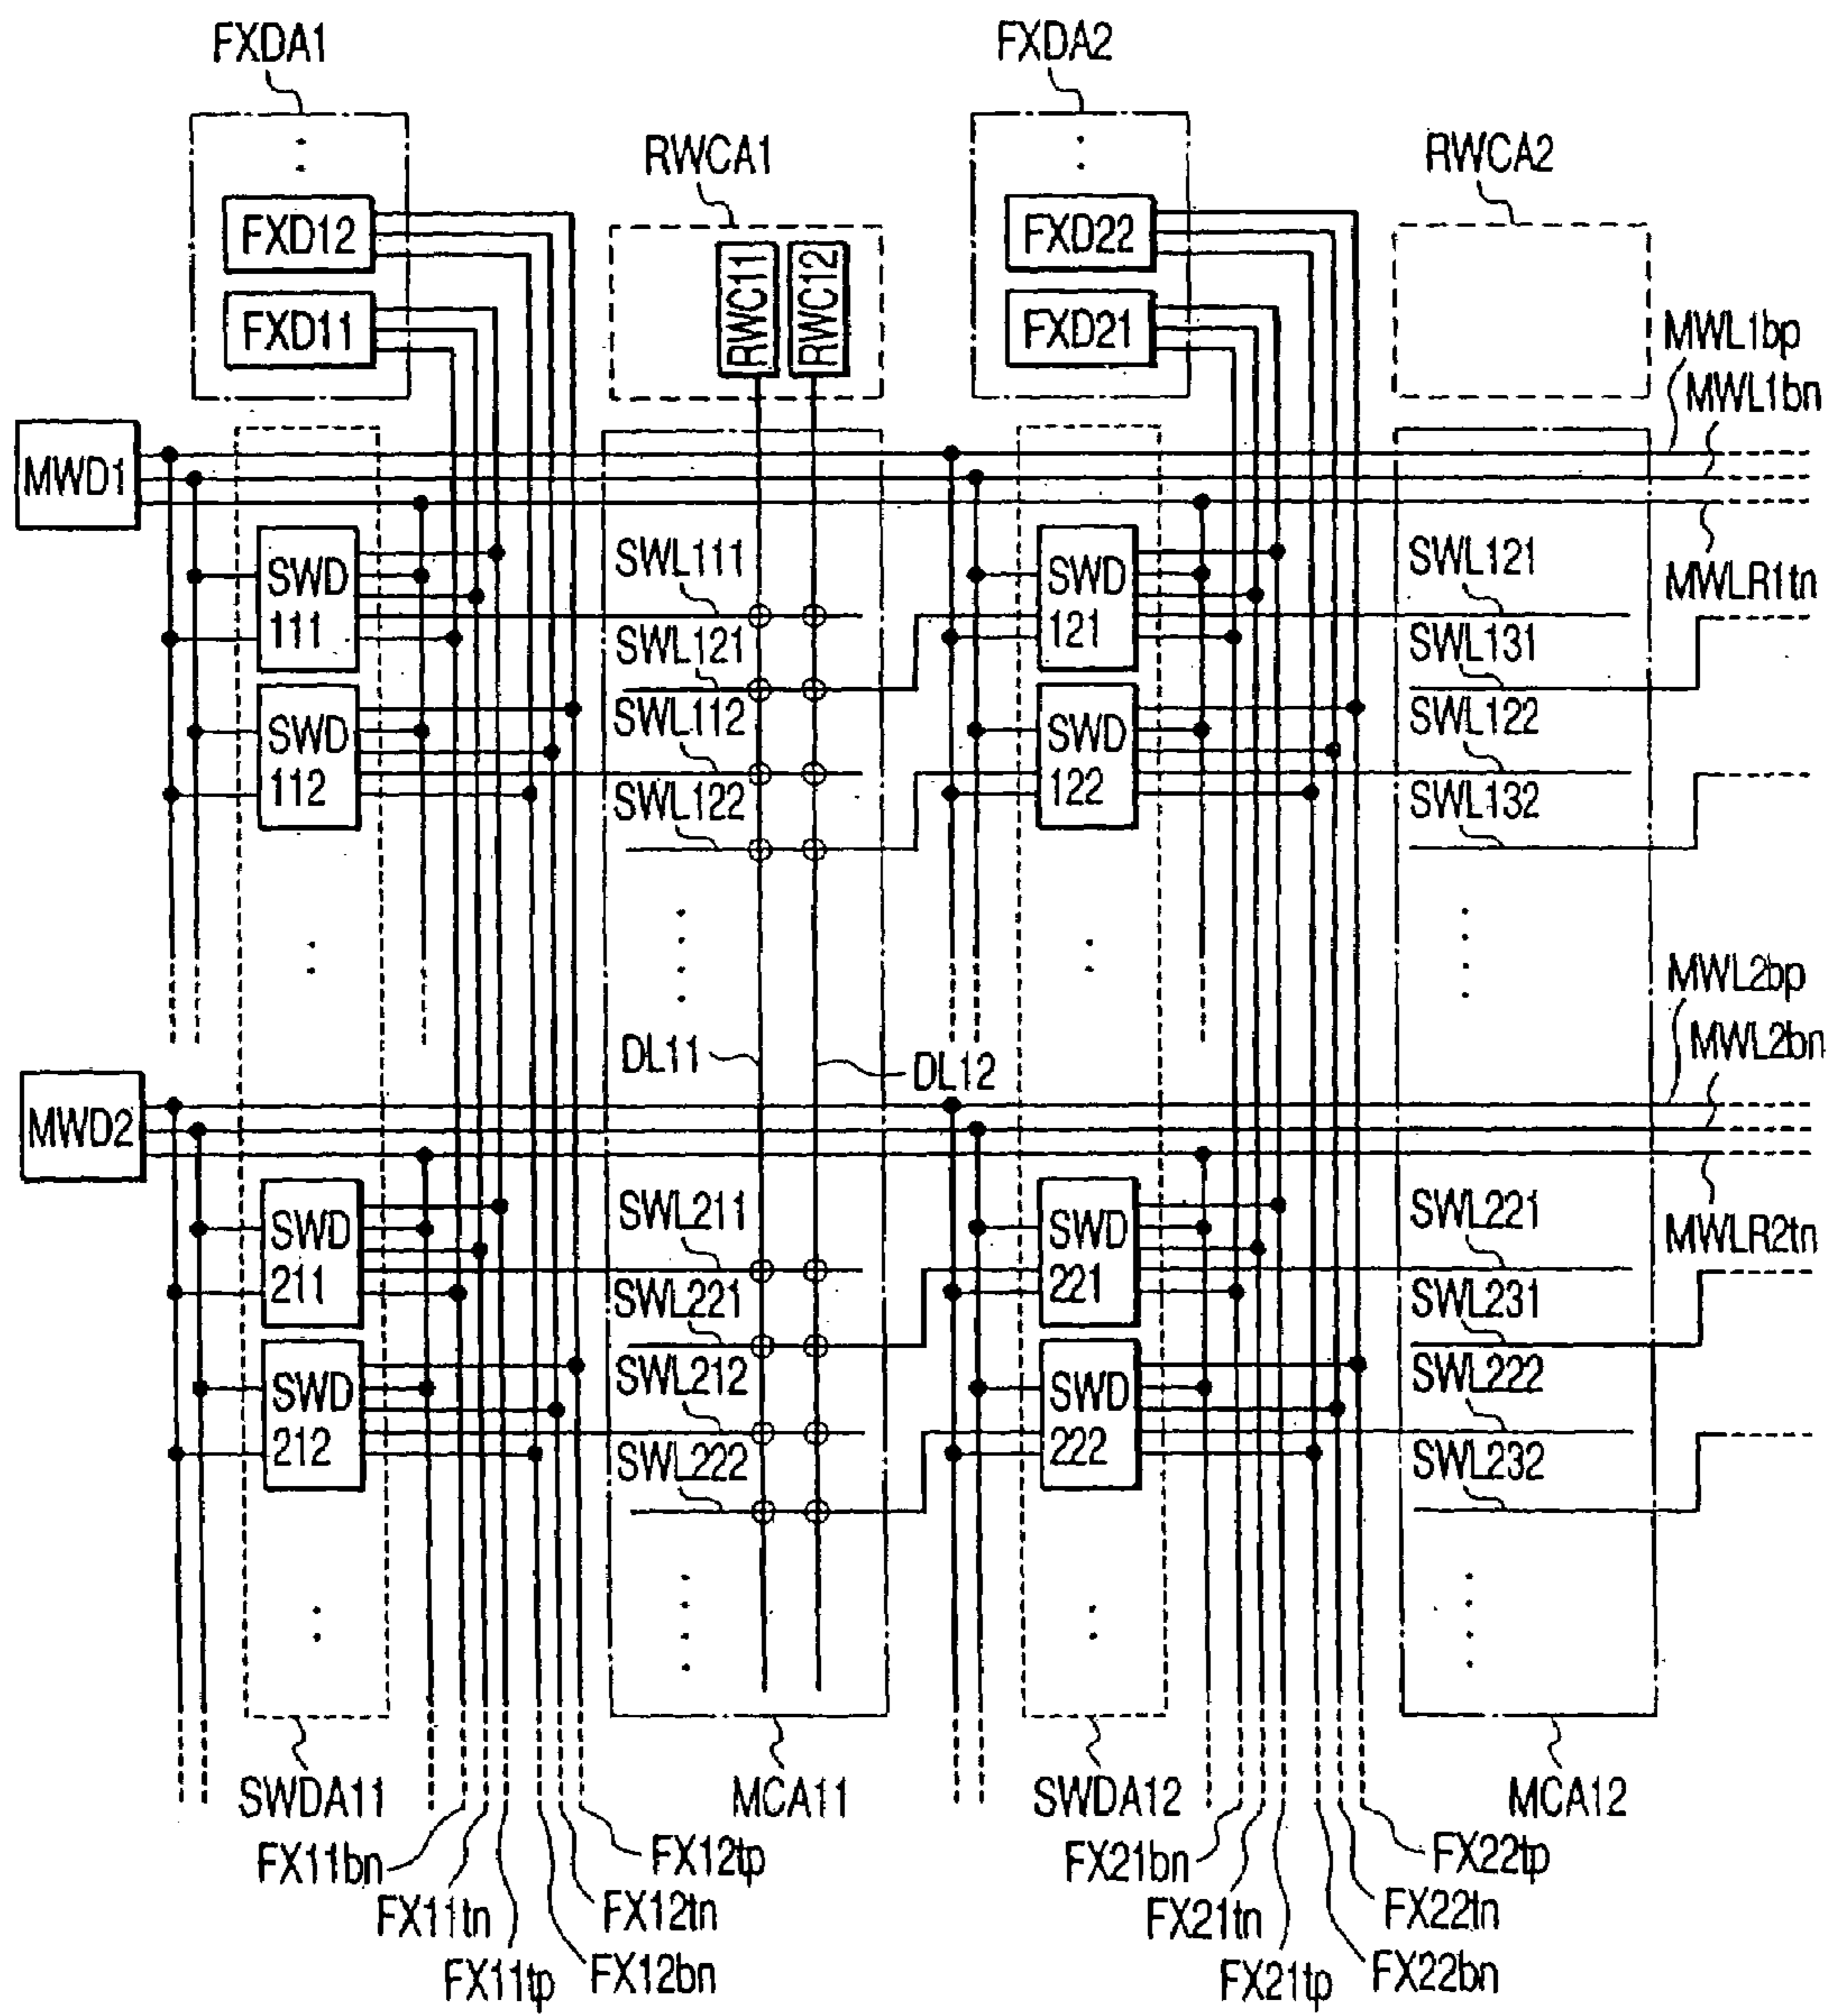 FXDA1
FXDA2
RWCA1
RWCA2
FXD12
FXD22
RWC11
RWC12
FXD11
FXD21
MWL1bp
MWL1bn
MWD1
SWL111
SWL121
SWD
111
SWD
121
MWLR1tn
SWL121
SWL131
SWL112
SWL122
SWD
112
SWD
122
SWL122
SWL132
MWL2bp
MWL2bn
DL11
DL12
MWD2
SWL211
SWL221
SWD
211
SWD
221
MWLR2tn
SWL221
SWL231
SWL212
SWL222
SWD
212
SWD
222
SWL222
SWL232
SWDA11
MCA11
SWDA12
MCA12
FX11bn
FX12tp
FX21bn
FX22tp
FX11tn
FX12tn
FX21tn
FX22tn
FX11tp
FX12bn
FX21tp
FX22bn